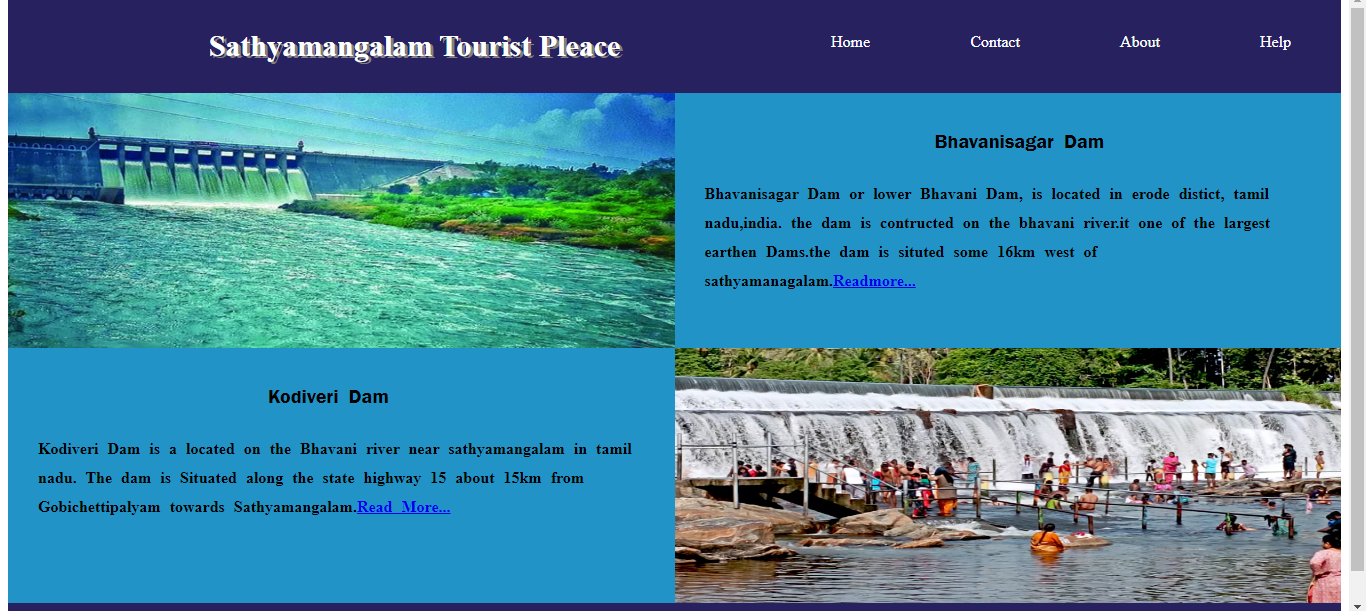 Sathyamangalam Tourist Pleace
Home Contact About Help
Bhavanisagar Dam
Bhavanisagar Dam or lower Bhavani Dam, is located in erode distict, tamil
nadu,india. the dam is contructed on the bhavani river.it one of the largest
earthen Dams.the dam is situted some 16km west of
sathyamanagalam.Readmore...
Kodiveri Dam
Kodiveri Dam is a located on the Bhavani river near sathyamangalam in tamil
nadu. The dam is Situated along the state highway 15 about 15km from
Gobichettipalyam towards Sathyamangalam.Read More...